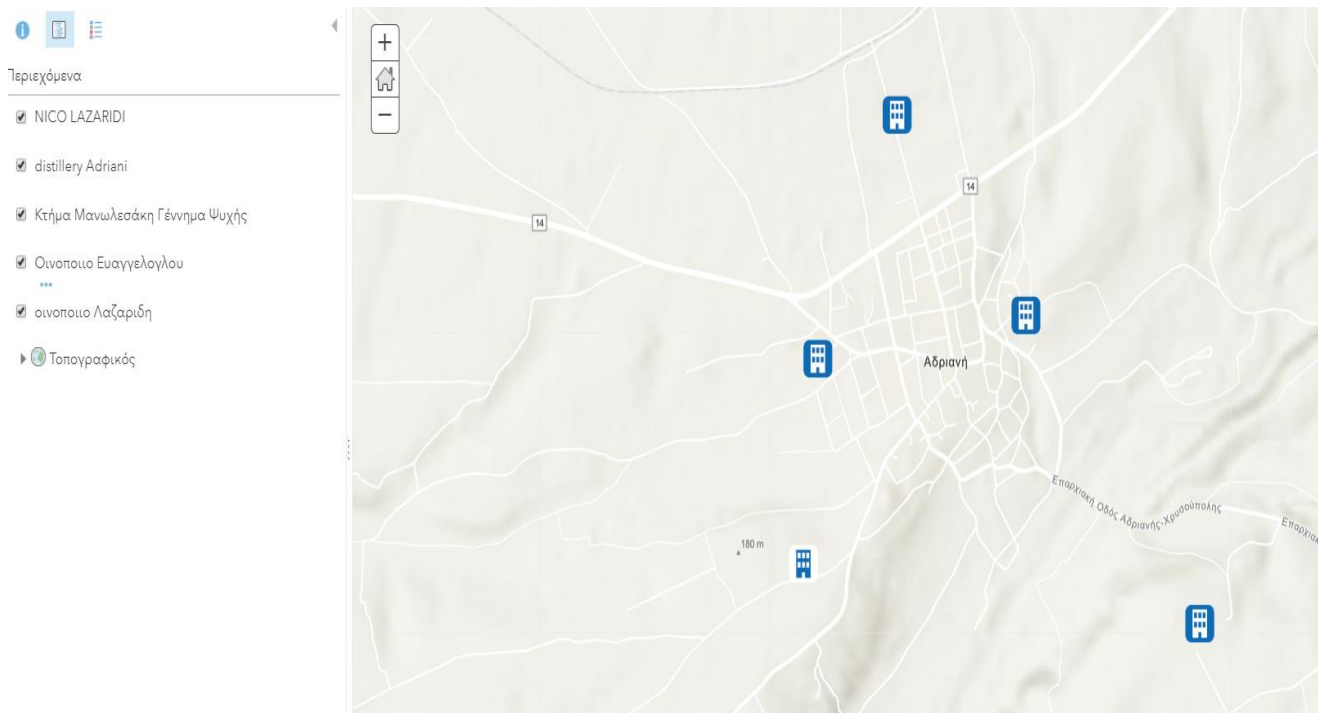 Περιεχόμενα
NICO LAZARIDI
distillery Adriani
Κτήμα Μανωλεσάκη Γέννημα Ψυχής
Οινοποιιο Ευαγγελογλου
οινοποιιο Λαζαριδη
Τοπογραφικός
14
14
Αδριανή
Επαρχιακή Οδός Αδριανής-Χρυσούπολης
180 m